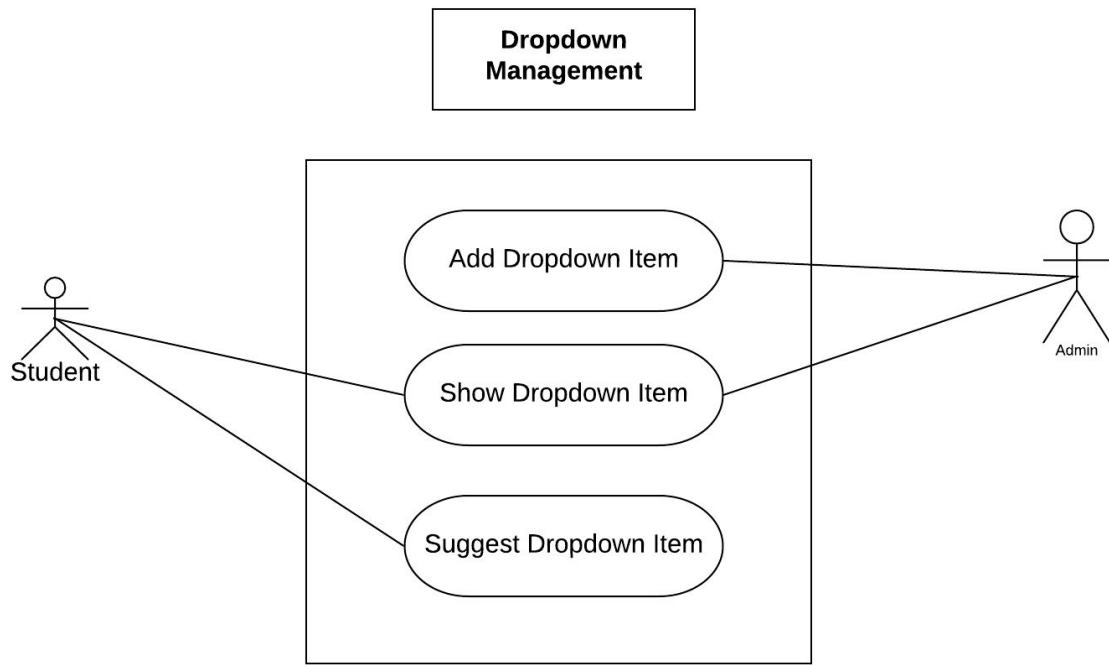 Dropdown
Management
Add Dropdown Item
Show Dropdown Item
Suggest Dropdown Item
Student
Admin